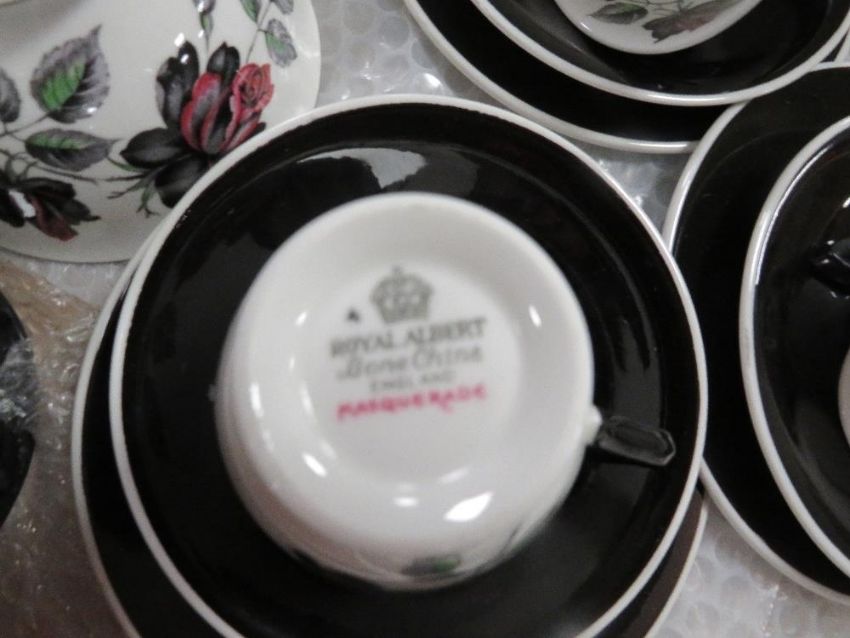 ROYAL ALBERT
Bone China
ENGLAND
MASQUERADE